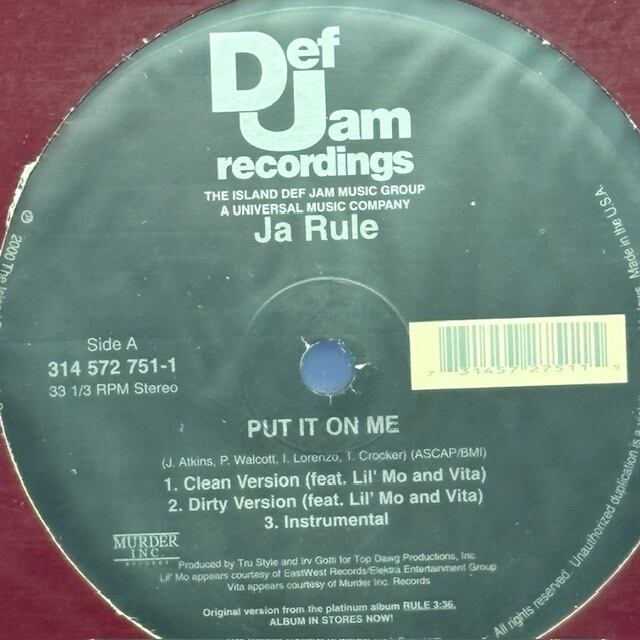 Def
Jam
recordings
THE ISLAND DEF JAM MUSIC GROUP
A UNIVERSAL MUSIC COMPANY
Ja Rule
Side A
314 572 751-1
33 1/3 RPM Stereo
PUT IT ON ME
(J. Atkins, P. Walcott, I. Lorenzo, T. Crocker) (ASCAP/BMI)
1. Clean Version (feat. Lil' Mo and Vita)
2. Dirty Version (feat. Lil' Mo and Vita)
3. Instrumental
MURDER
INC.
RECORDS
Produced by Tru Style and Irv Gotti for Top Dawg Productions, Inc.
Lil' Mo appears courtesy of EastWest Records/Elektra Entertainment Group
Vita appears courtesy of Murder Inc. Records
Original version from the platinum album RULE 3:36,
ALBUM IN STORES NOW!
℗ 2000 The
All rights reserved. Unauthorized duplication is a
Made in the U.S.A.
7 31457 27511 9